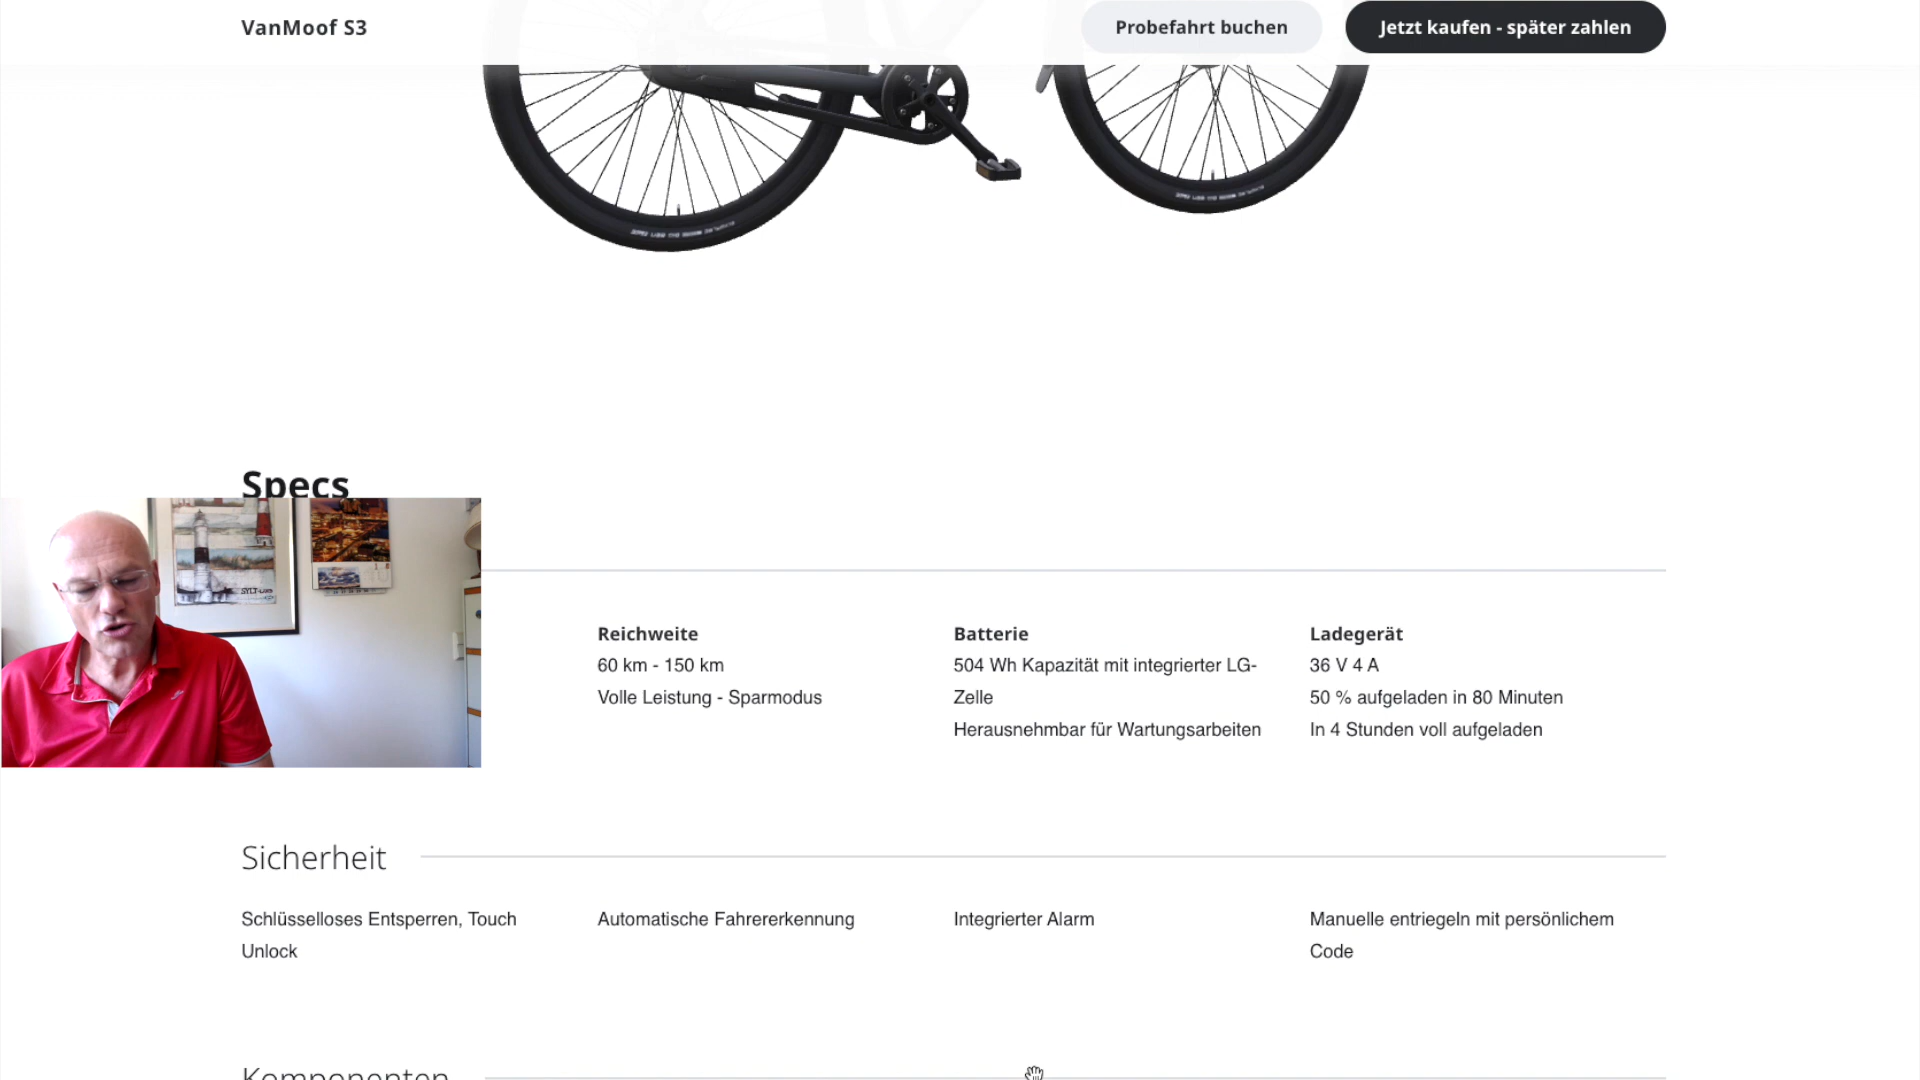 VanMoof S3
Probefahrt buchen
Jetzt kaufen - später zahlen
Specs
SYLT
Reichweite
60 km - 150 km
Volle Leistung - Sparmodus
Batterie
504 Wh Kapazität mit integrierter LG-
Zelle
Herausnehmbar für Wartungsarbeiten
Ladegerät
36 V 4 A
50 % aufgeladen in 80 Minuten
In 4 Stunden voll aufgeladen
Sicherheit
Schlüsselloses Entsperren, Touch
Unlock
Automatische Fahrererkennung
Integrierter Alarm
Manuelle entriegeln mit persönlichem
Code
Komponenten